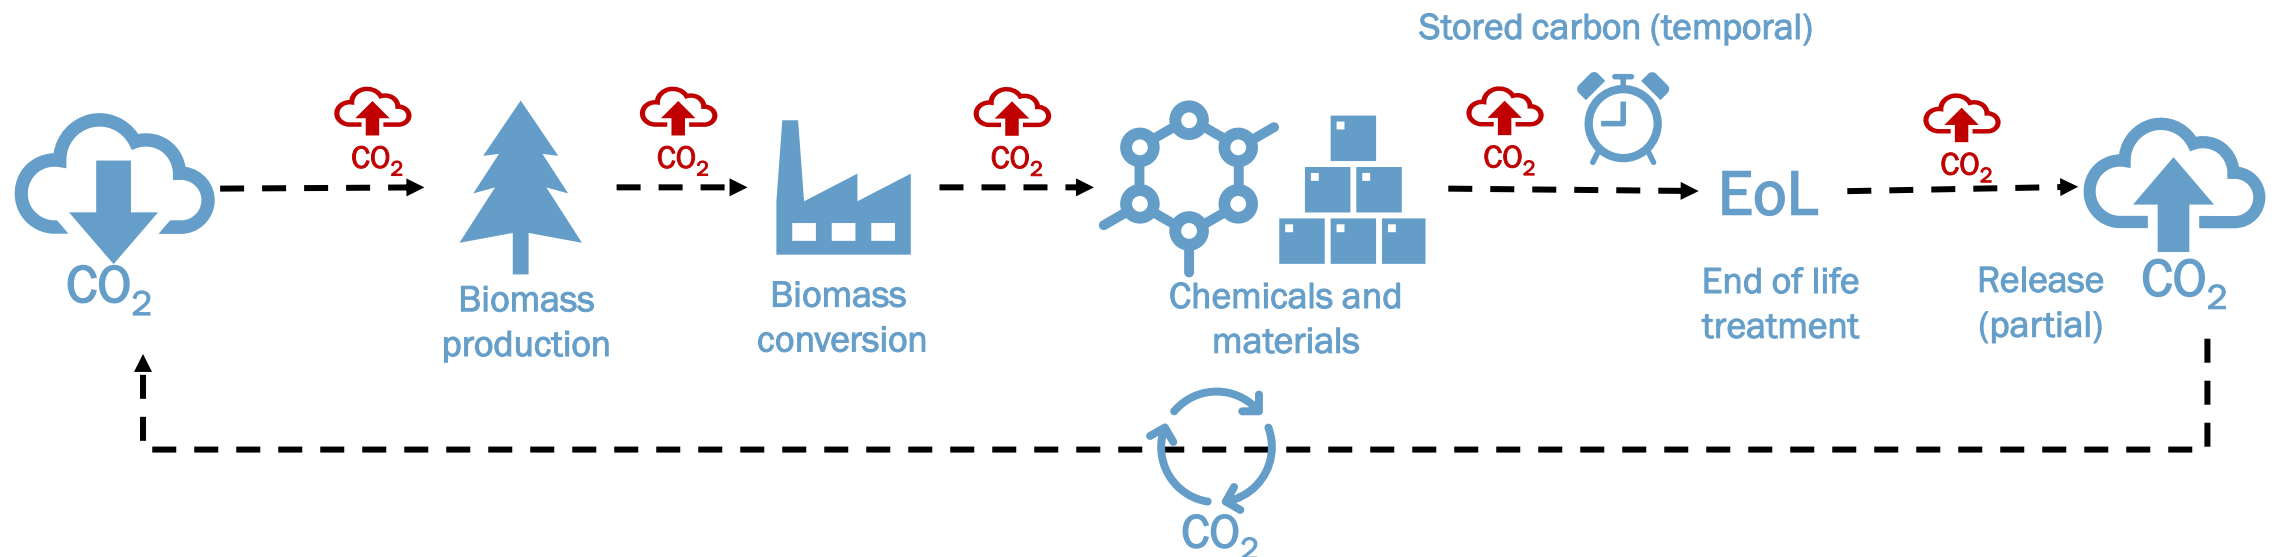 Stored carbon (temporal)
CO2
CO2
CO2
CO2
CO2
EoL
CO2
CO2
Biomass
production
Biomass
conversion
Chemicals and
materials
End of life
treatment
Release
(partial)
CO2